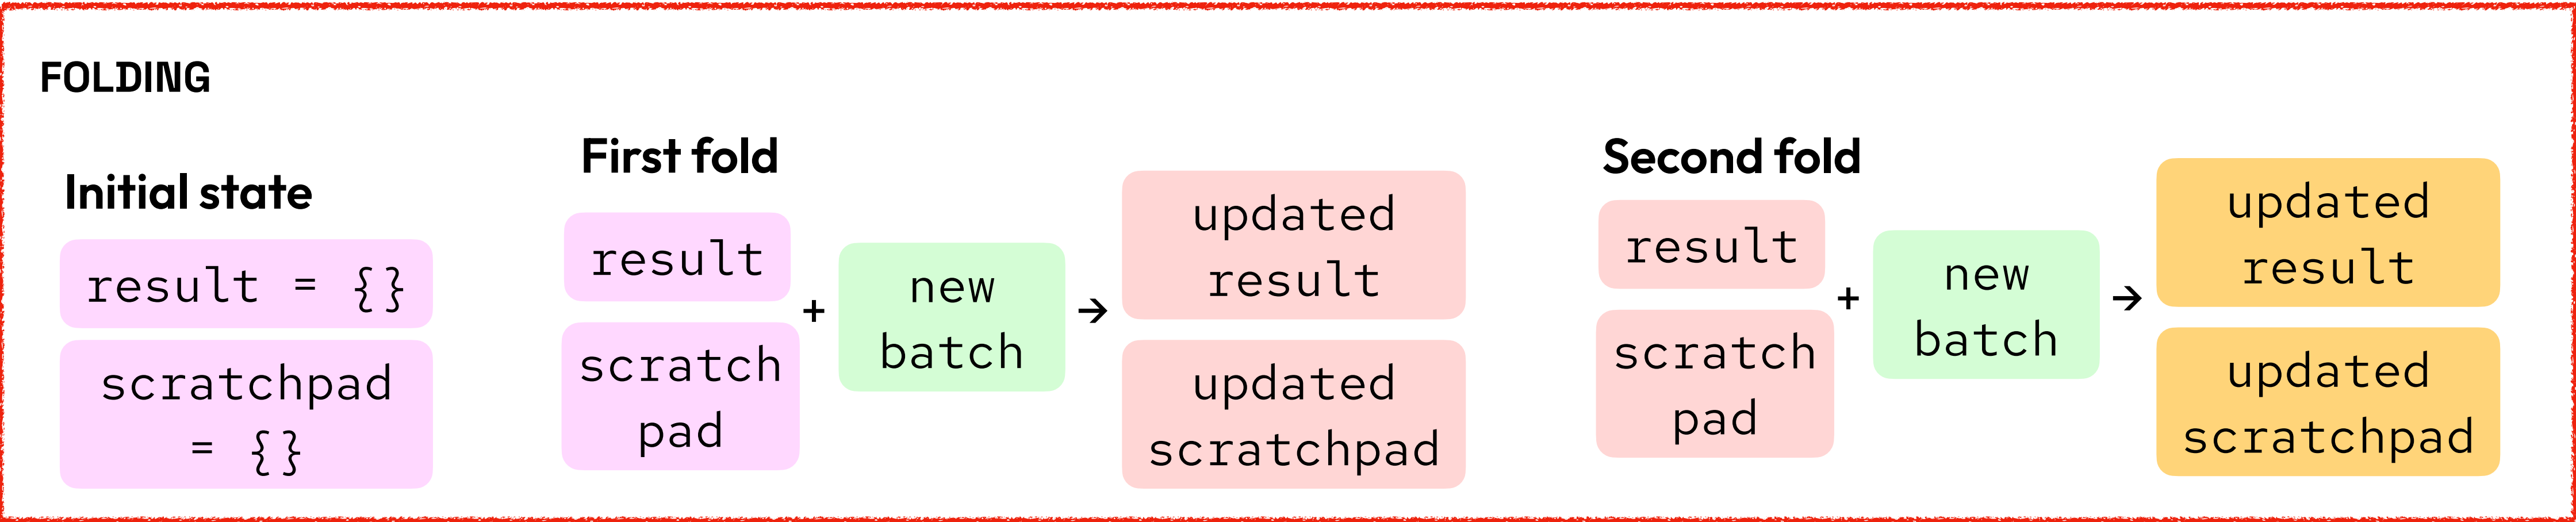 FOLDING
Initial state
result = {}
scratchpad
= {}
First fold
result
scratch
pad
+
new
batch
→
updated
result
updated
scratchpad
Second fold
result
scratch
pad
+
new
batch
→
updated
result
updated
scratchpad